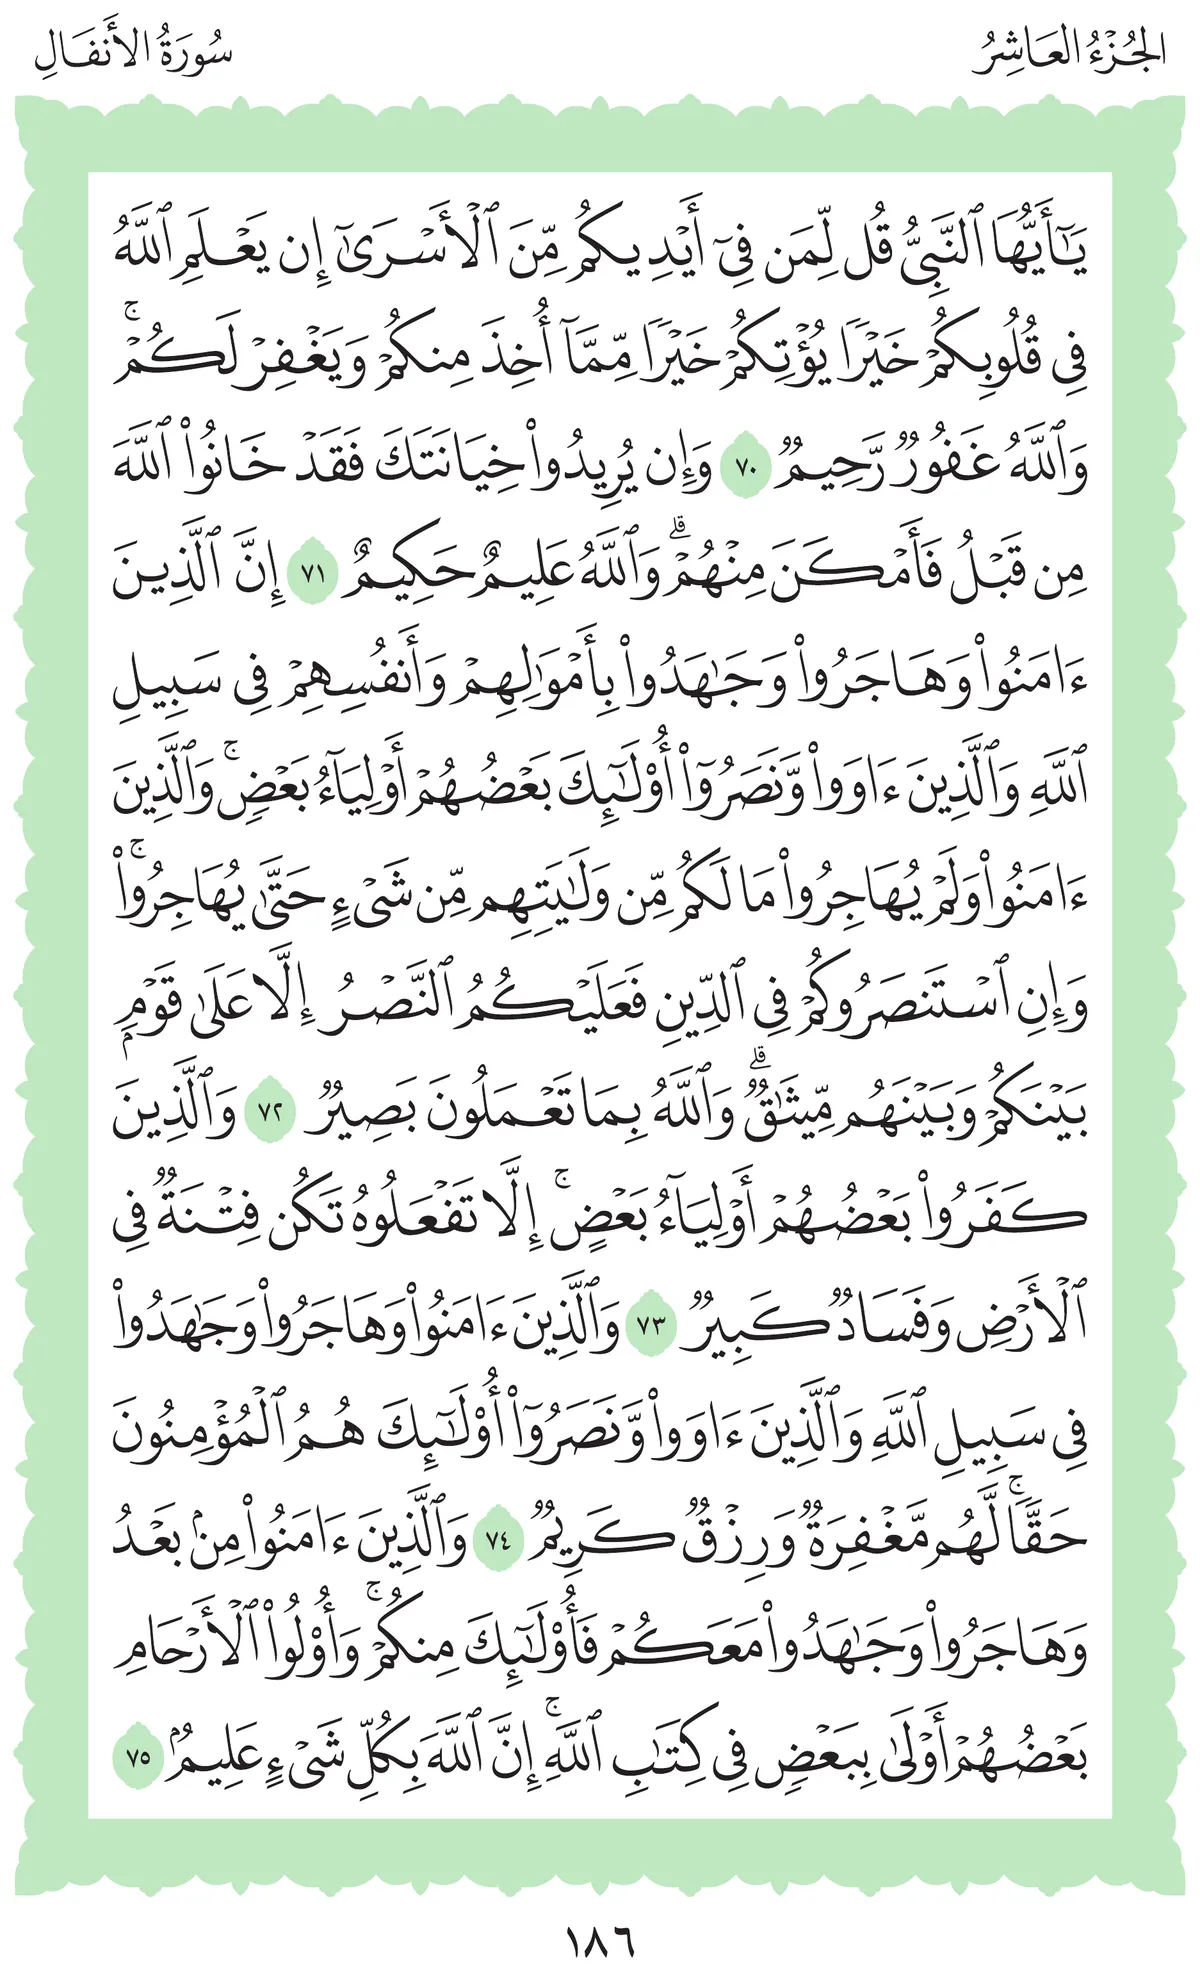 الجُزْءُ العَاشِرُ
سُورَةُ الأَنفَالِ
يَٰٓأَيُّهَا ٱلنَّبِىُّ قُل لِّمَن فِىٓ أَيْدِيكُم مِّنَ ٱلْأَسْرَىٰٓ إِن يَعْلَمِ ٱللَّهُ
فِى قُلُوبِكُمْ خَيْرًا يُؤْتِكُمْ خَيْرًا مِّمَّآ أُخِذَ مِنكُمْ وَيَغْفِرْ لَكُمْ ۚ
وَٱللَّهُ غَفُورٌ رَّحِيمٌ ٧٠ وَإِن يُرِيدُوا۟ خِيَانَتَكَ فَقَدْ خَانُوا۟ ٱللَّهَ
مِن قَبْلُ فَأَمْكَنَ مِنْهُمْ ۗ وَٱللَّهُ عَلِيمٌ حَكِيمٌ ٧١ إِنَّ ٱلَّذِينَ
ءَامَنُوا۟ وَهَاجَرُوا۟ وَجَٰهَدُوا۟ بِأَمْوَٰلِهِمْ وَأَنفُسِهِمْ فِى سَبِيلِ
ٱللَّهِ وَٱلَّذِينَ ءَاوَوا۟ وَّنَصَرُوٓا۟ أُو۟لَٰٓئِكَ بَعْضُهُمْ أَوْلِيَآءُ بَعْضٍ ۚ وَٱلَّذِينَ
ءَامَنُوا۟ وَلَمْ يُهَاجِرُوا۟ مَا لَكُم مِّن وَلَٰيَتِهِم مِّن شَىْءٍ حَتَّىٰ يُهَاجِرُوا۟ ۚ
وَإِنِ ٱسْتَنصَرُوكُمْ فِى ٱلدِّينِ فَعَلَيْكُمُ ٱلنَّصْرُ إِلَّا عَلَىٰ قَوْمٍۭ
بَيْنَكُمْ وَبَيْنَهُم مِّيثَٰقٌ ۗ وَٱللَّهُ بِمَا تَعْمَلُونَ بَصِيرٌ ٧٢ وَٱلَّذِينَ
كَفَرُوا۟ بَعْضُهُمْ أَوْلِيَآءُ بَعْضٍ ۚ إِلَّا تَفْعَلُوهُ تَكُن فِتْنَةٌ فِى
ٱلْأَرْضِ وَفَسَادٌ كَبِيرٌ ٧٣ وَٱلَّذِينَ ءَامَنُوا۟ وَهَاجَرُوا۟ وَجَٰهَدُوا۟
فِى سَبِيلِ ٱللَّهِ وَٱلَّذِينَ ءَاوَوا۟ وَّنَصَرُوٓا۟ أُو۟لَٰٓئِكَ هُمُ ٱلْمُؤْمِنُونَ
حَقًّا ۚ لَّهُم مَّغْفِرَةٌ وَرِزْقٌ كَرِيمٌ ٧٤ وَٱلَّذِينَ ءَامَنُوا۟ مِنۢ بَعْدُ
وَهَاجَرُوا۟ وَجَٰهَدُوا۟ مَعَكُمْ فَأُو۟لَٰٓئِكَ مِنكُمْ ۚ وَأُو۟لُوا۟ ٱلْأَرْحَامِ
بَعْضُهُمْ أَوْلَىٰ بِبَعْضٍ فِى كِتَٰبِ ٱللَّهِ ۚ إِنَّ ٱللَّهَ بِكُلِّ شَىْءٍ عَلِيمٌۢ ٧٥
١٨٦